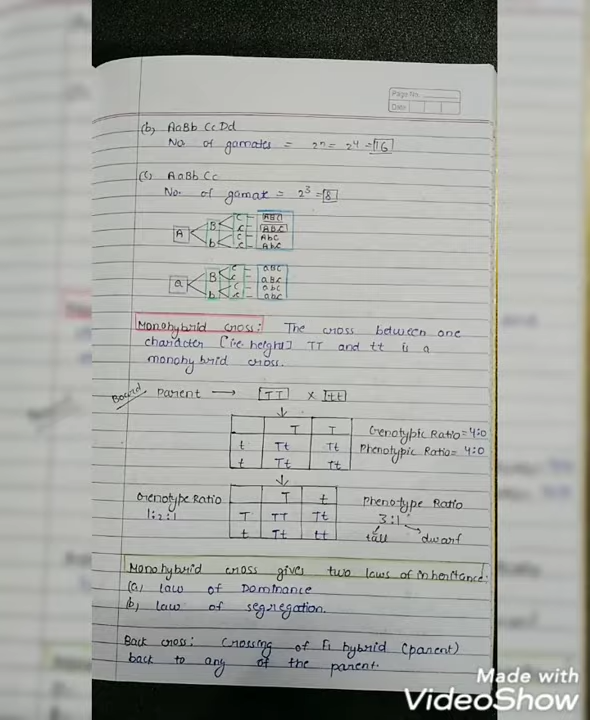 Page No.
Date
(b) AaBb CcDd
No of gametes = 2ⁿ = 2⁴ = 16
(c) AaBb Cc
No. of gamet = 2³ = 8
A B C ABC
c ABc
b C AbC
c Abc
a B C aBC
c aBc
b C abC
c abc
Monohybrid cross: The cross between one
character [i.e. height] TT and tt is a
monohybrid cross.
Board Parent → TT x tt
T T
t Tt Tt
t Tt Tt
Genotypic Ratio = 4:0
Phenotypic Ratio = 4:0
Genotype Ratio
1:2:1
T t
T TT Tt
t Tt tt
Phenotype Ratio
3:1
tall dwarf
Monohybrid cross gives two laws of inheritance:
(a) law of Dominance
(b) law of segregation.
Back cross: Crossing of F₁ hybrid (parent)
back to any of the parent.
Made with
VideoShow